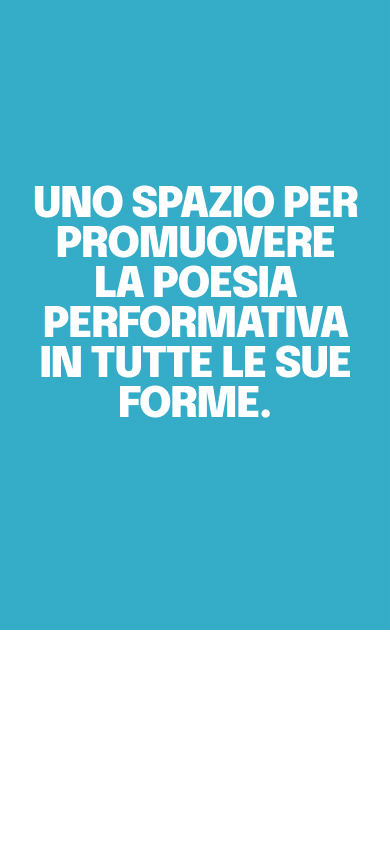 UNO SPAZIO PER
PROMUOVERE
LA POESIA
PERFORMATIVA
IN TUTTE LE SUE
FORME.